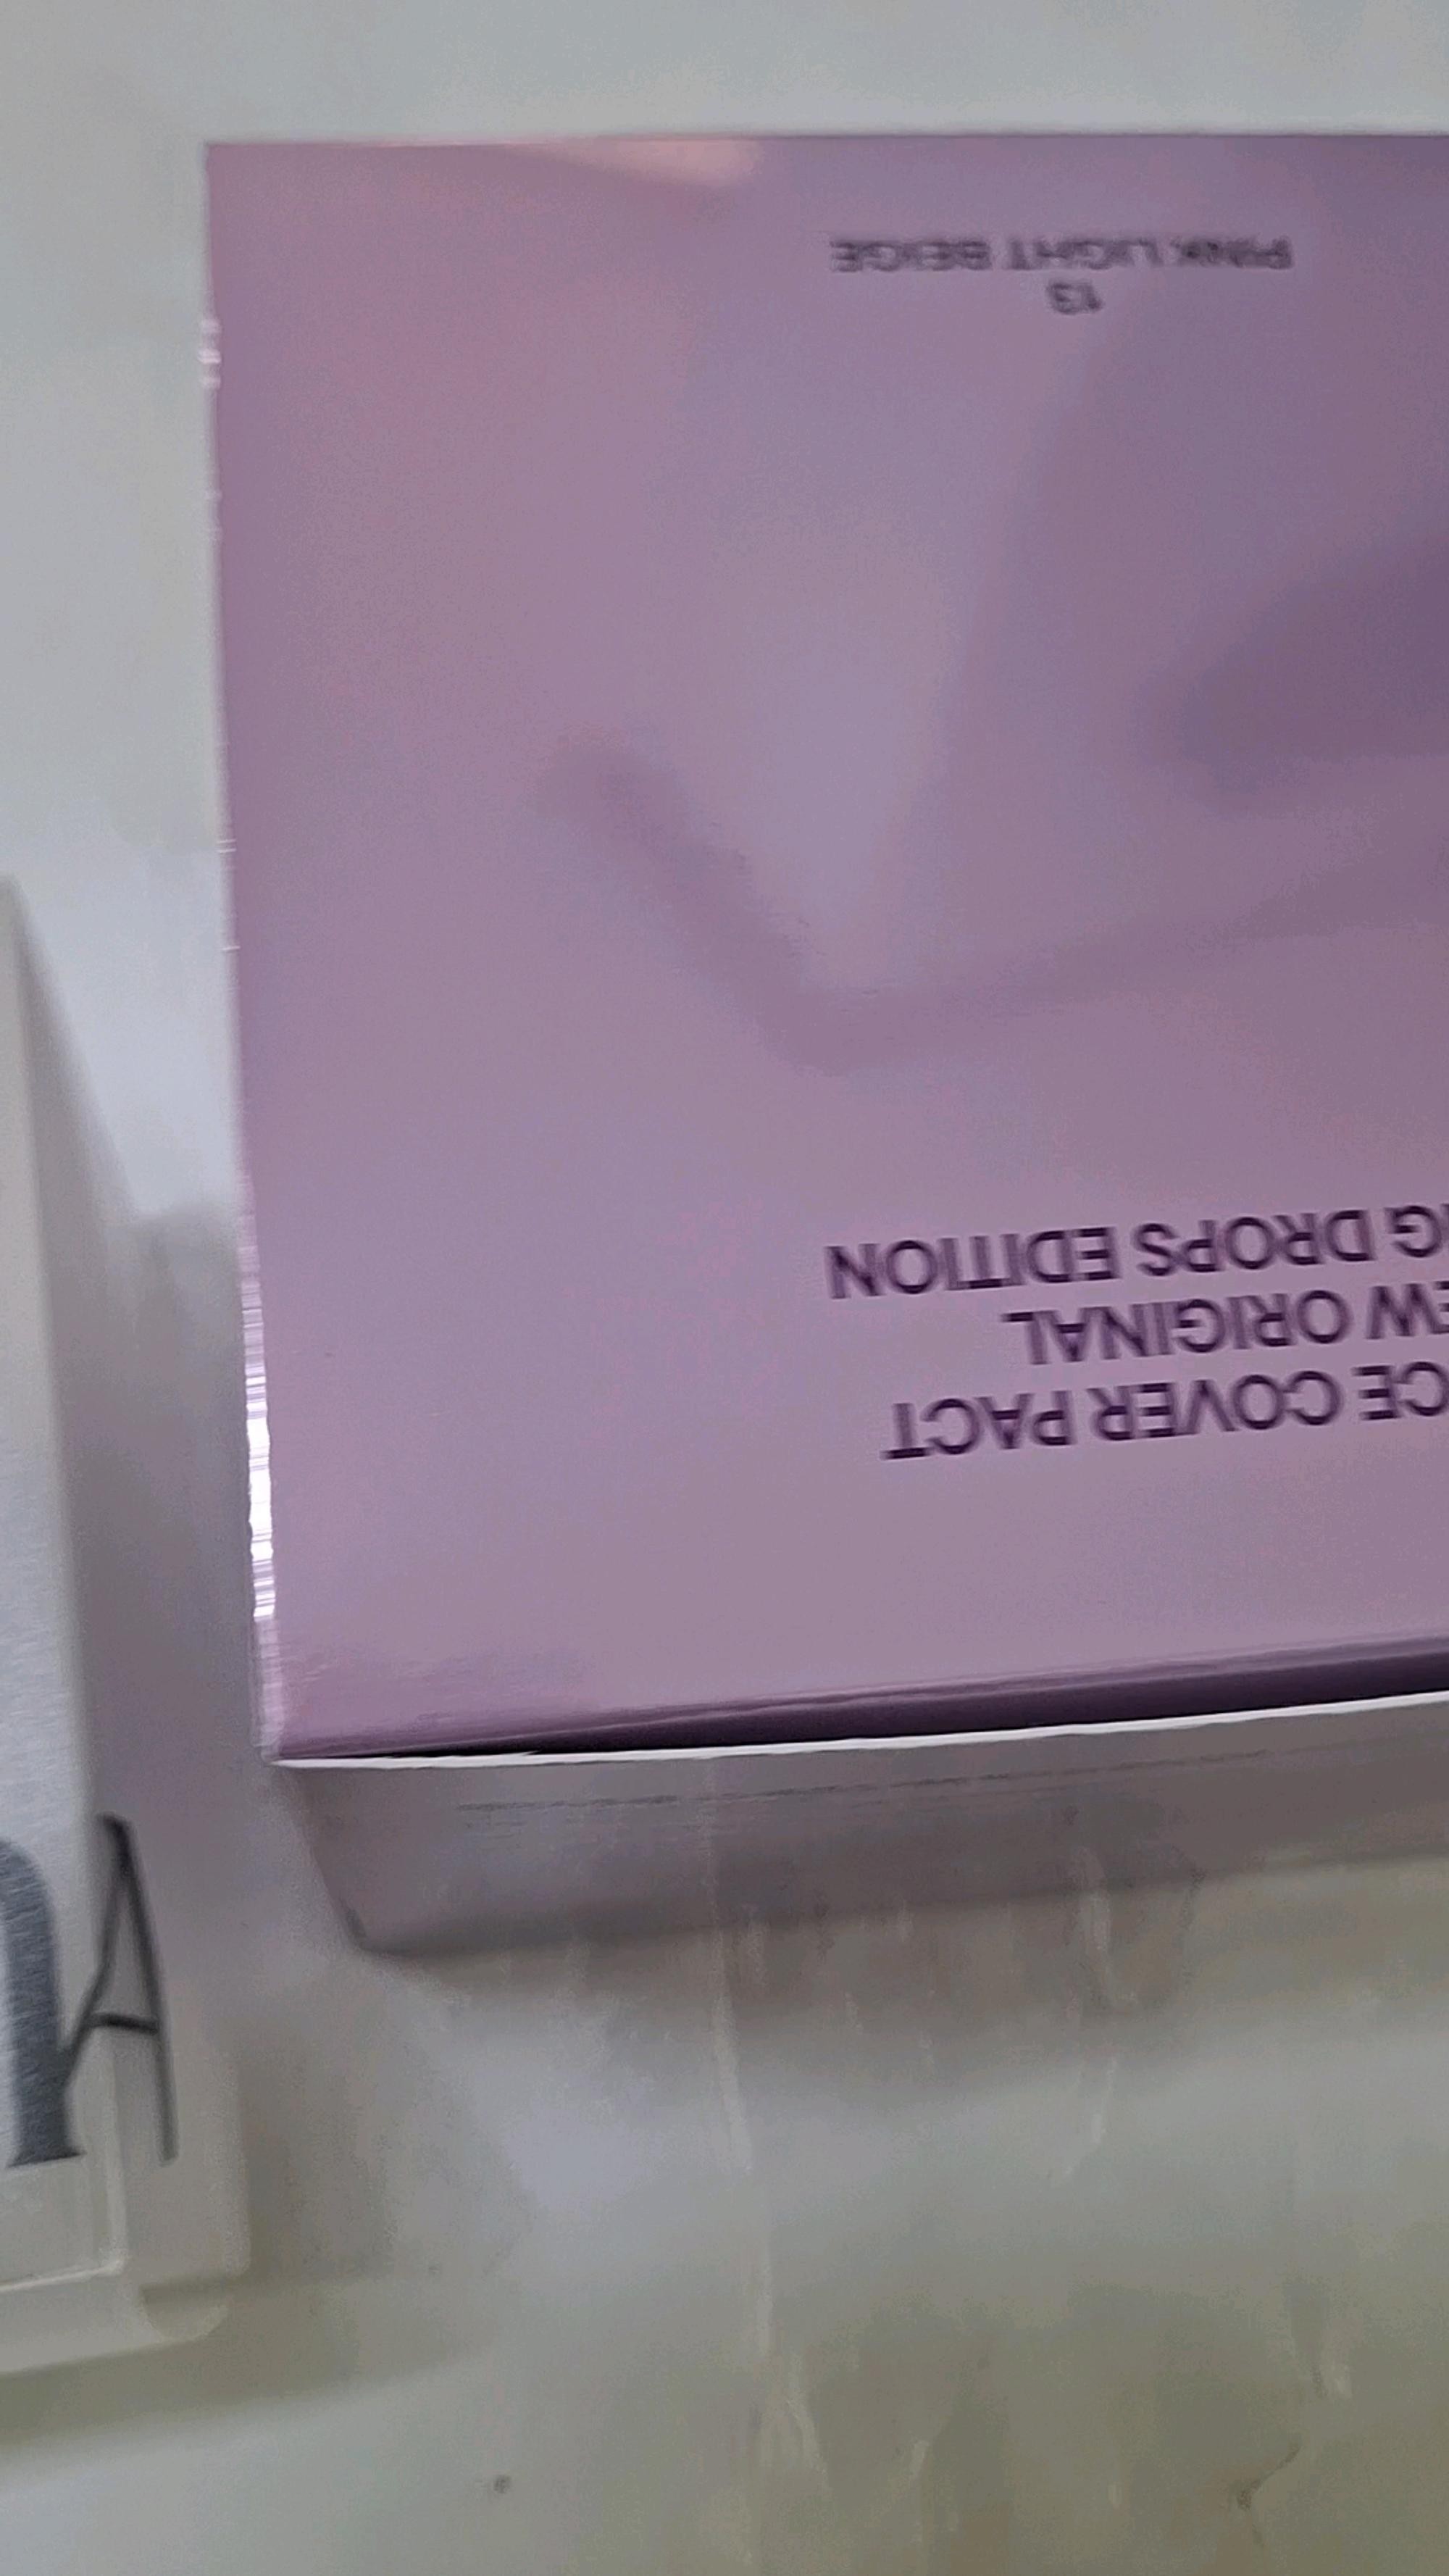 CE COVER PACT
EW ORIGINAL
G DROPS EDITION
13
PINK LIGHT BEIGE
A